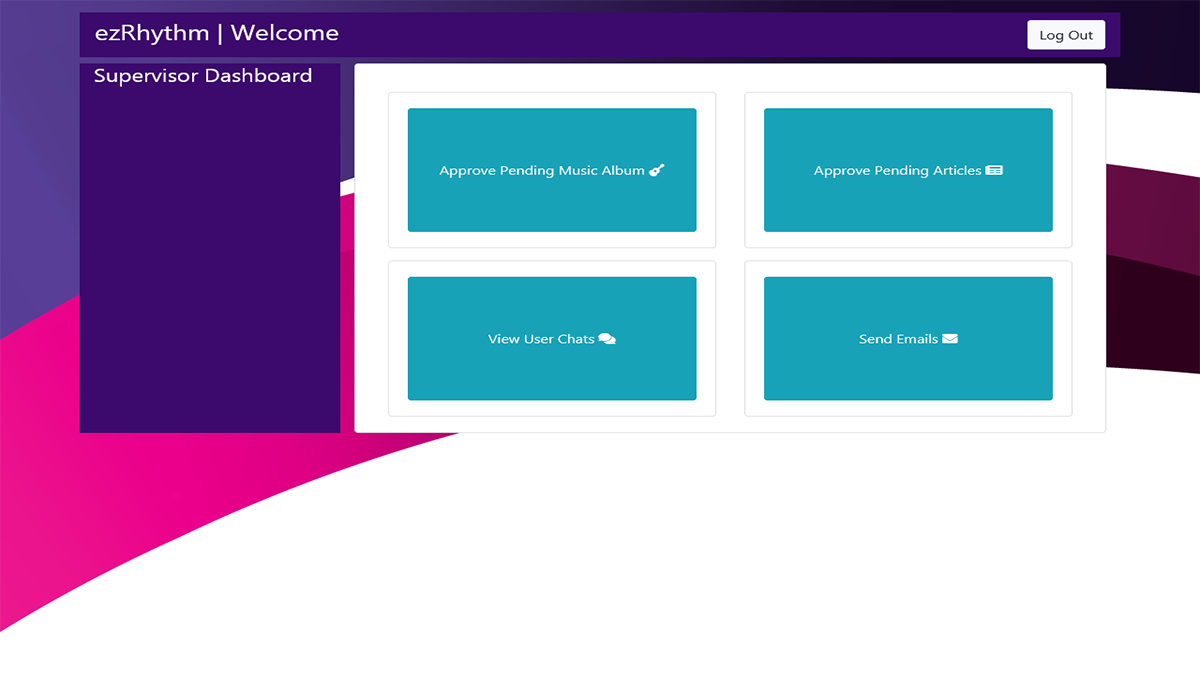 ezRhythm | Welcome
Log Out
Supervisor Dashboard
Approve Pending Music Album
Approve Pending Articles
View User Chats
Send Emails